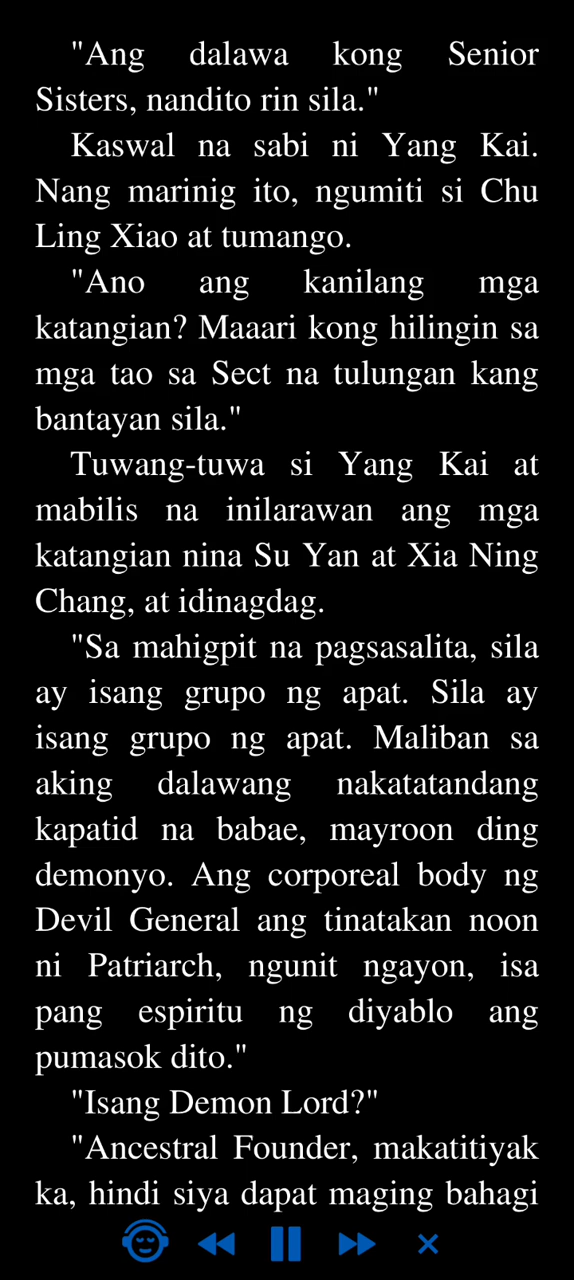 "Ang dalawa kong Senior
Sisters, nandito rin sila."
Kaswal na sabi ni Yang Kai.
Nang marinig ito, ngumiti si Chu
Ling Xiao at tumango.
"Ano ang kanilang mga
katangian? Maaari kong hilingin sa
mga tao sa Sect na tulungan kang
bantayan sila."
Tuwang-tuwa si Yang Kai at
mabilis na inilarawan ang mga
katangian nina Su Yan at Xia Ning
Chang, at idinagdag.
"Sa mahigpit na pagsasalita, sila
ay isang grupo ng apat. Sila ay
isang grupo ng apat. Maliban sa
aking dalawang nakatatandang
kapatid na babae, mayroon ding
demonyo. Ang corporeal body ng
Devil General ang tinatakan noon
ni Patriarch, ngunit ngayon, isa
pang espiritu ng diyablo ang
pumasok dito."
"Isang Demon Lord?"
"Ancestral Founder, makatitiyak
ka, hindi siya dapat maging bahagi